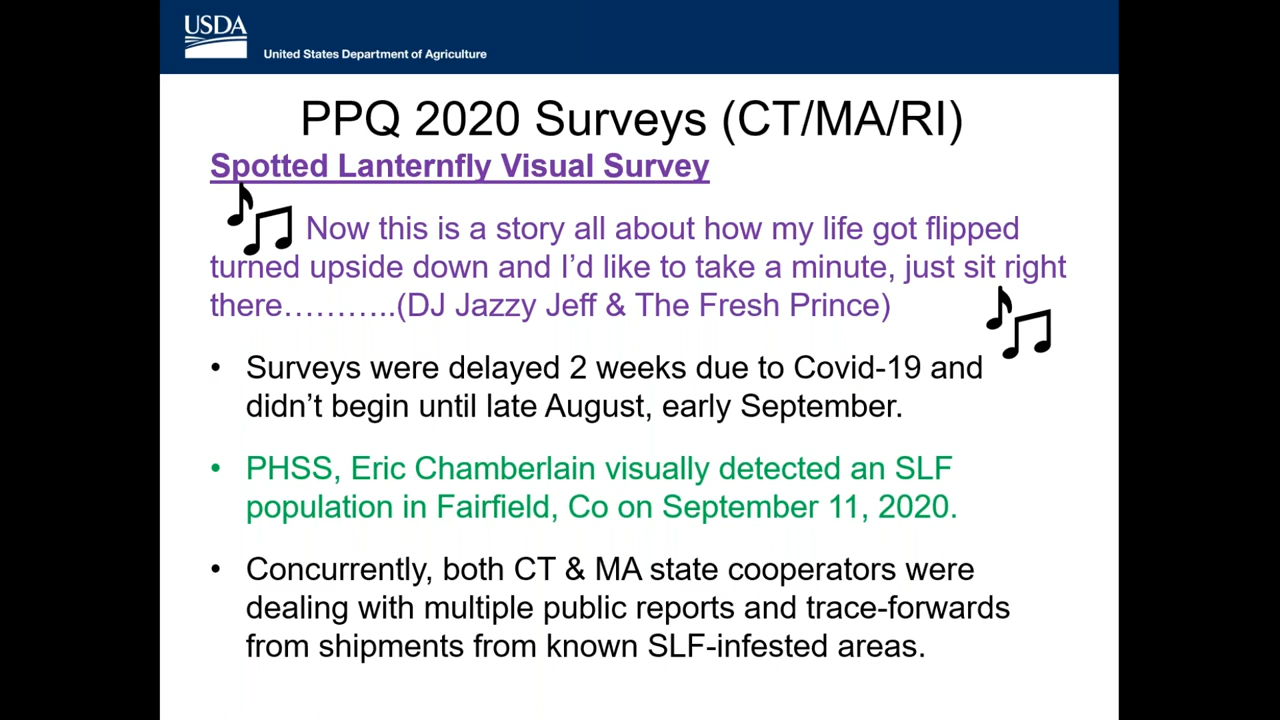 USDA
United States Department of Agriculture
PPQ 2020 Surveys (CT/MA/RI)
Spotted Lanternfly Visual Survey
Now this is a story all about how my life got flipped
turned upside down and I’d like to take a minute, just sit right
there………..(DJ Jazzy Jeff & The Fresh Prince)
• Surveys were delayed 2 weeks due to Covid-19 and
didn’t begin until late August, early September.
• PHSS, Eric Chamberlain visually detected an SLF
population in Fairfield, Co on September 11, 2020.
• Concurrently, both CT & MA state cooperators were
dealing with multiple public reports and trace-forwards
from shipments from known SLF-infested areas.